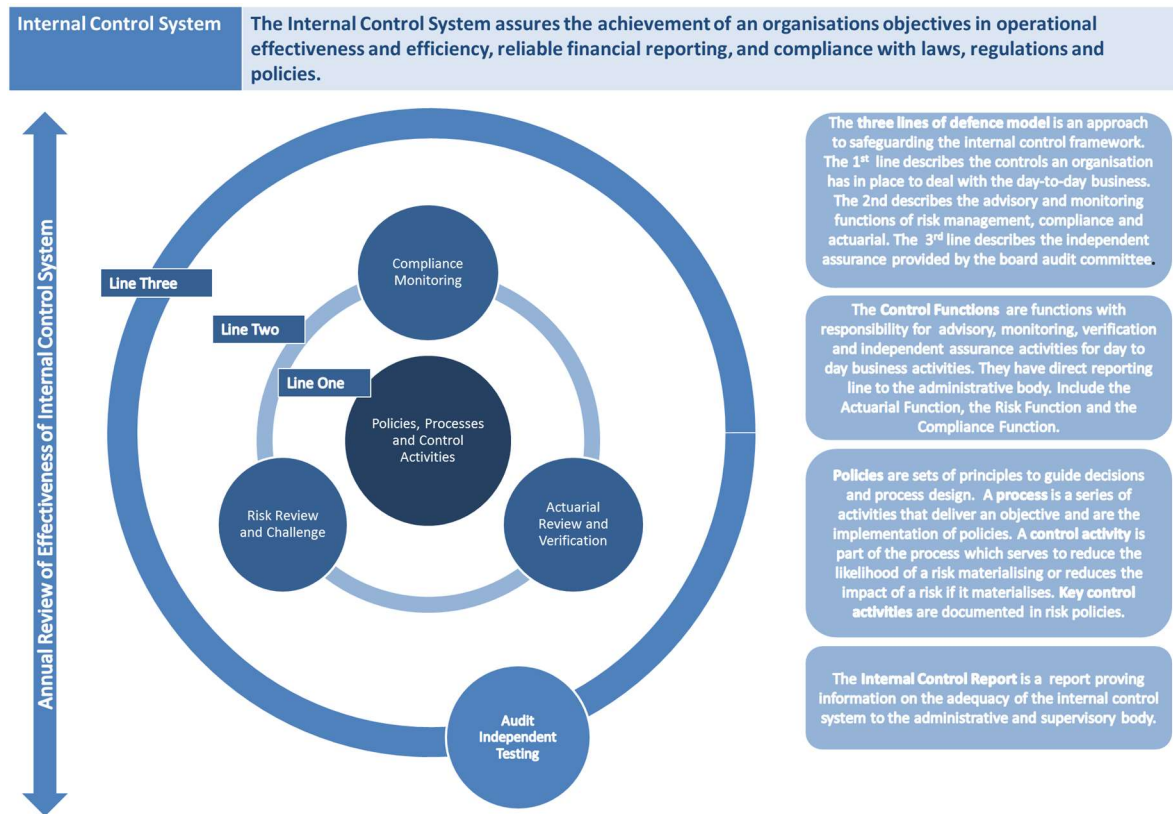 Internal Control System
The Internal Control System assures the achievement of an organisations objectives in operational
effectiveness and efficiency, reliable financial reporting, and compliance with laws, regulations and
policies.
Annual Review of Effectiveness of Internal Control System
Line Three
Line Two
Line One
Compliance
Monitoring
Policies, Processes
and Control
Activities
Risk Review
and Challenge
Actuarial
Review and
Verification
Audit
Independent
Testing
The three lines of defence model is an approach
to safeguarding the internal control framework.
The 1st line describes the controls an organisation
has in place to deal with the day-to-day business.
The 2nd describes the advisory and monitoring
functions of risk management, compliance and
actuarial. The 3rd line describes the independent
assurance provided by the board audit committee.
The Control Functions are functions with
responsibility for advisory, monitoring, verification
and independent assurance activities for day to
day business activities. They have direct reporting
line to the administrative body. Include the
Actuarial Function, the Risk Function and the
Compliance Function.
Policies are sets of principles to guide decisions
and process design. A process is a series of
activities that deliver an objective and are the
implementation of policies. A control activity is
part of the process which serves to reduce the
likelihood of a risk materialising or reduces the
impact of a risk if it materialises. Key control
activities are documented in risk policies.
The Internal Control Report is a report proving
information on the adequacy of the internal control
system to the administrative and supervisory body.